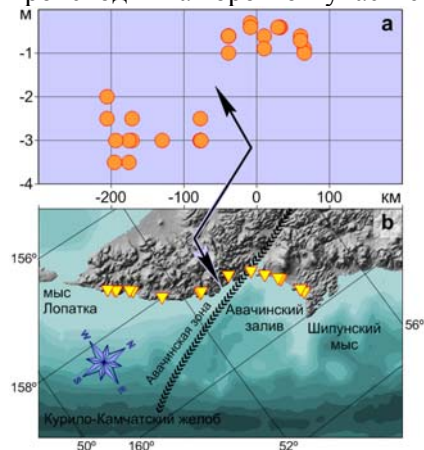 м
a
-1
-2
-3
-4
-200 -100 0 100 км
b
156°
мыс
Лопатка
Авачинский
залив
Шипунский
мыс
56°
Авачинская зона
158°
Курило-Камчатский желоб
50° 160° 52°